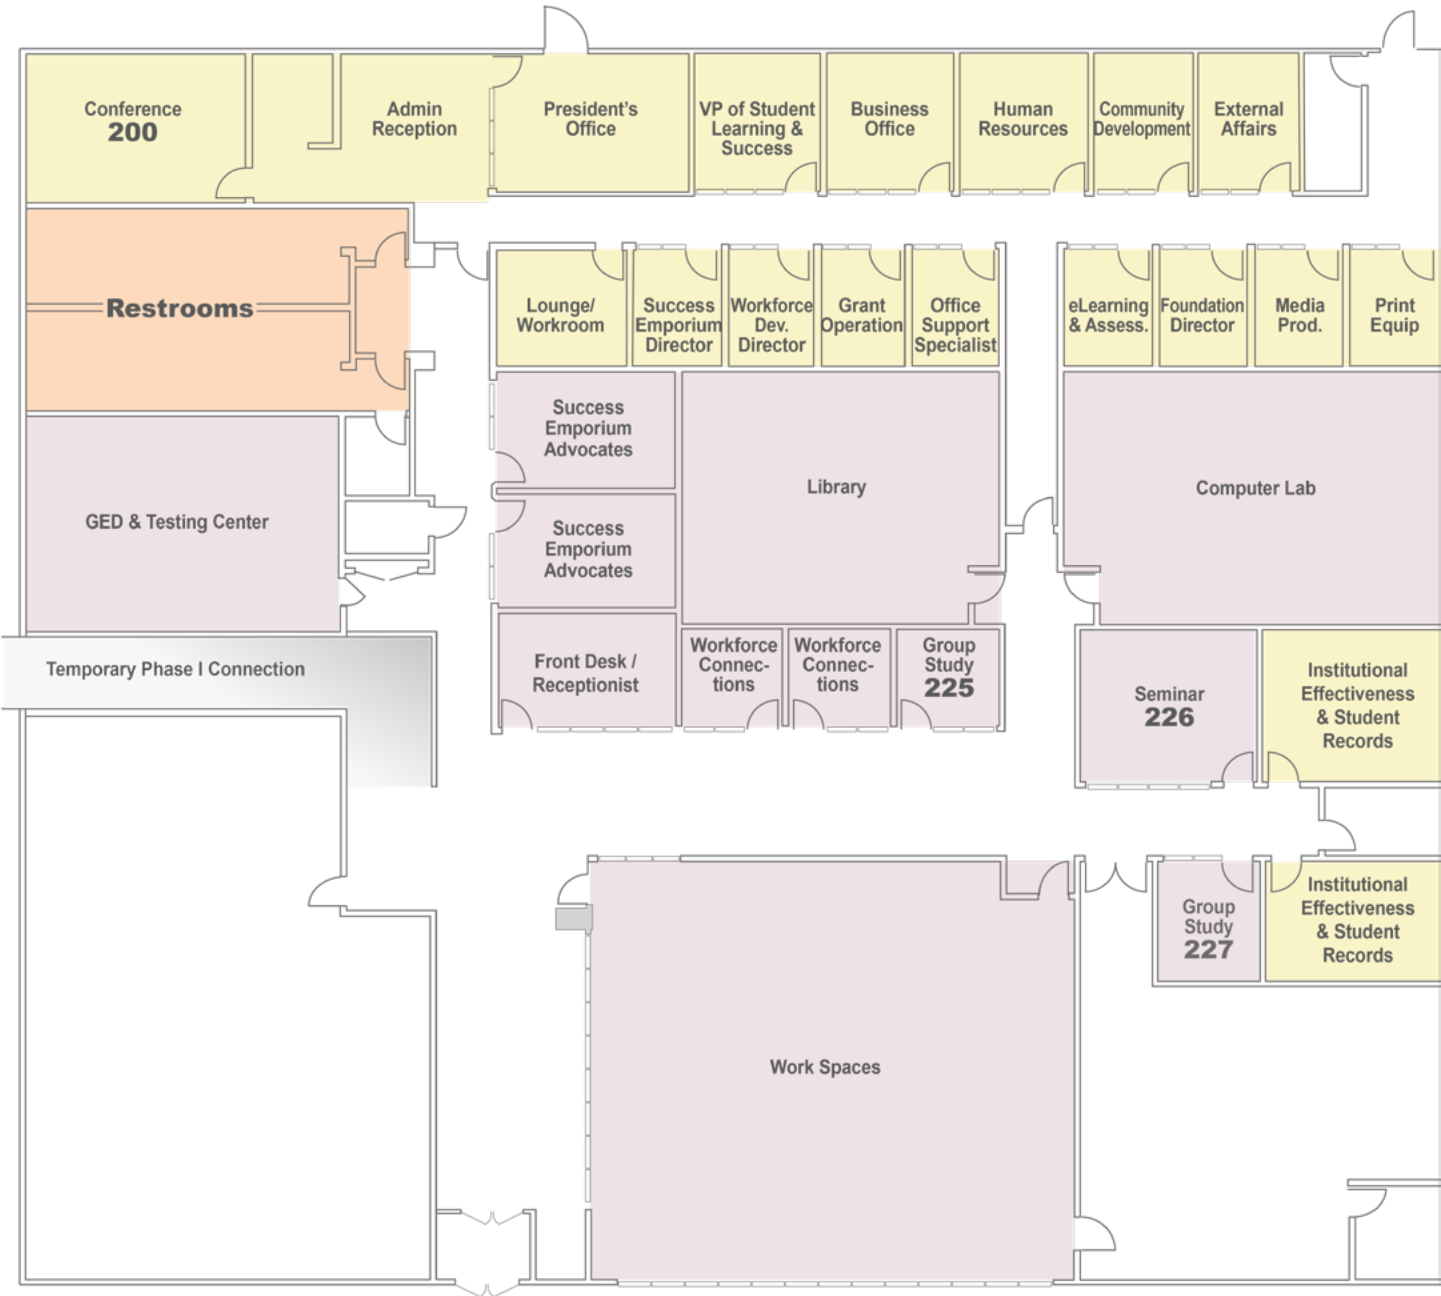 Conference
200
Admin
Reception
President's
Office
VP of Student
Learning &
Success
Business
Office
Human
Resources
Community
Development
External
Affairs
Restrooms
Lounge/
Workroom
Success
Emporium
Director
Workforce
Dev.
Director
Grant
Operation
Office
Support
Specialist
eLearning
& Assess.
Foundation
Director
Media
Prod.
Print
Equip
Success
Emporium
Advocates
Library
Computer Lab
GED & Testing Center
Success
Emporium
Advocates
Temporary Phase I Connection
Front Desk /
Receptionist
Workforce
Connec-
tions
Workforce
Connec-
tions
Group
Study
225
Seminar
226
Institutional
Effectiveness
& Student
Records
Group
Study
227
Institutional
Effectiveness
& Student
Records
Work Spaces